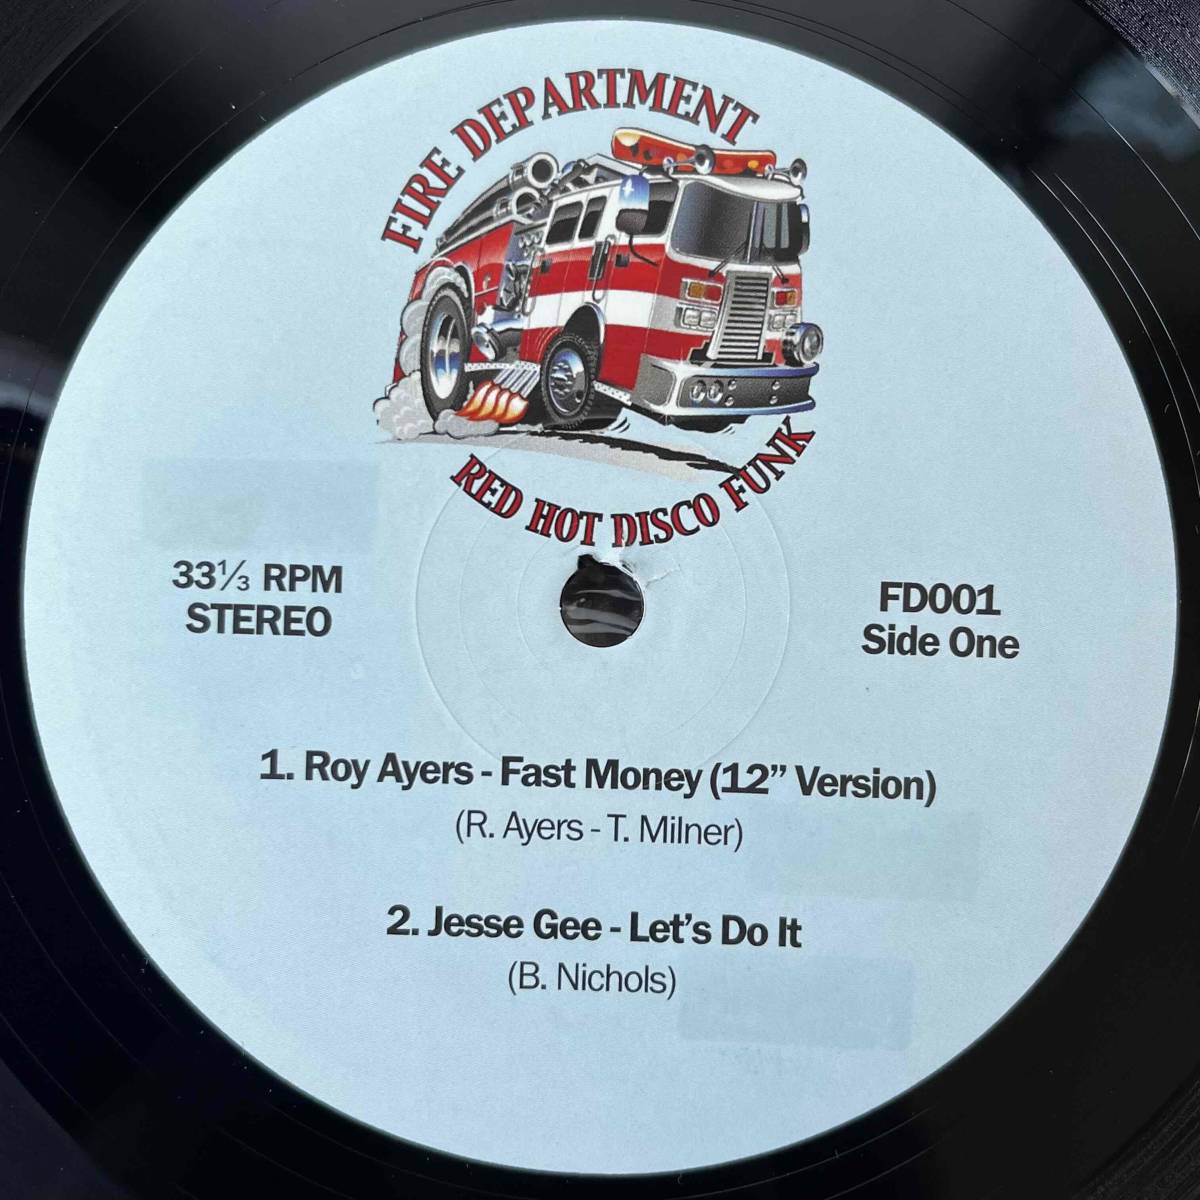 FIRE DEPARTMENT
RED HOT DISCO FUNK
33⅓ RPM
STEREO
FD001
Side One
1. Roy Ayers - Fast Money (12” Version)
(R. Ayers - T. Milner)
2. Jesse Gee - Let’s Do It
(B. Nichols)